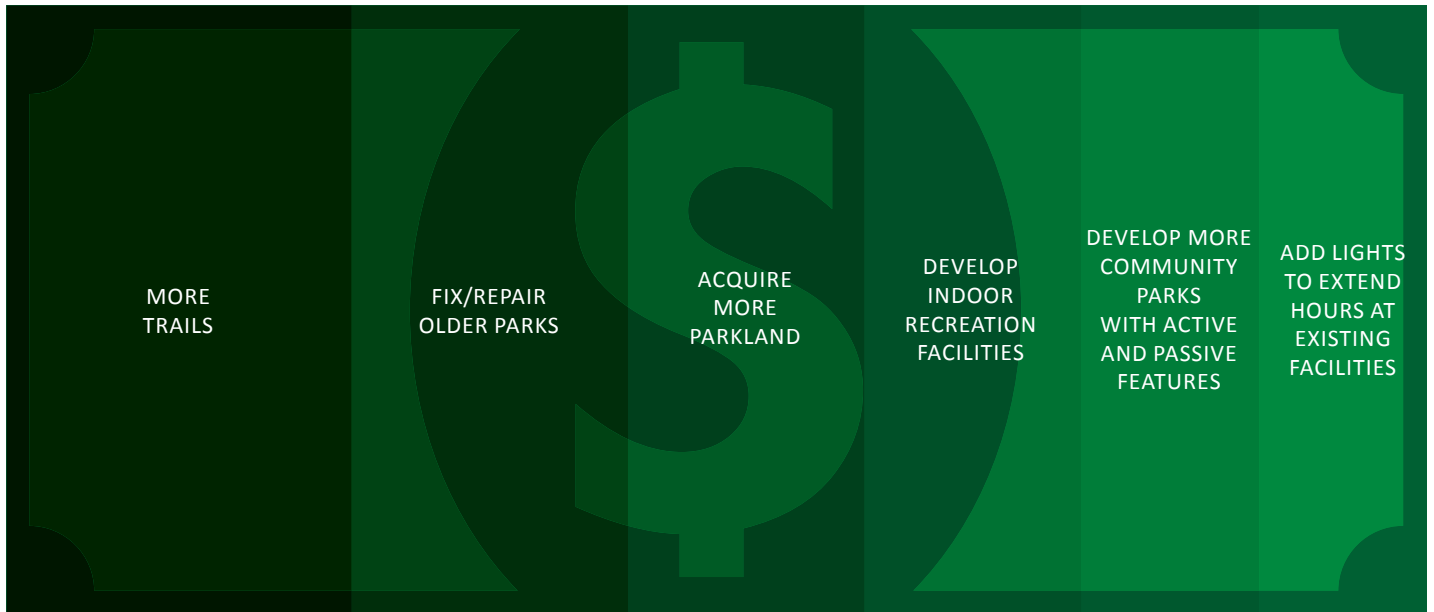 MORE
TRAILS
FIX/REPAIR
OLDER PARKS
ACQUIRE
MORE
PARKLAND
DEVELOP
INDOOR
RECREATION
FACILITIES
DEVELOP MORE
COMMUNITY
PARKS
WITH ACTIVE
AND PASSIVE
FEATURES
ADD LIGHTS
TO EXTEND
HOURS AT
EXISTING
FACILITIES